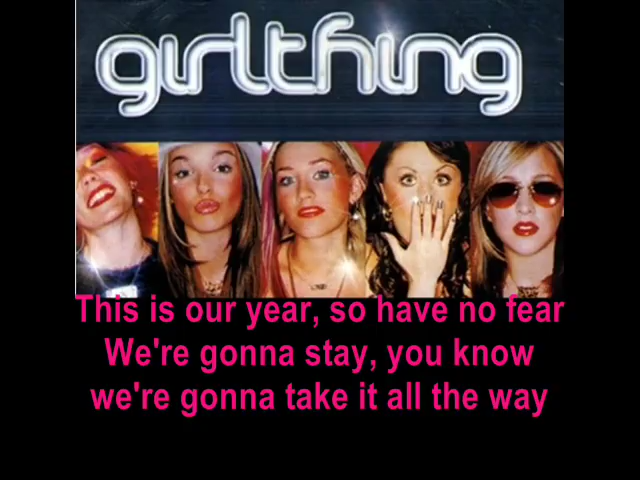 girlthing
This is our year, so have no fear
We're gonna stay, you know
we're gonna take it all the way